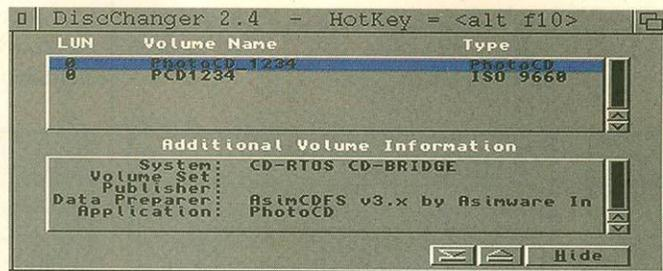 DiscChanger 2.4 - HotKey = <alt f10>
LUN Volume Name Type
0 PhotoCD_1234 PhotoCD
0 PCD1234 ISO 9660
Additional Volume Information
System: CD-RTOS CD-BRIDGE
Volume Set:
Publisher:
Data Preparer: AsimCDFS v3.x by Asimware In
Application: PhotoCD
Hide